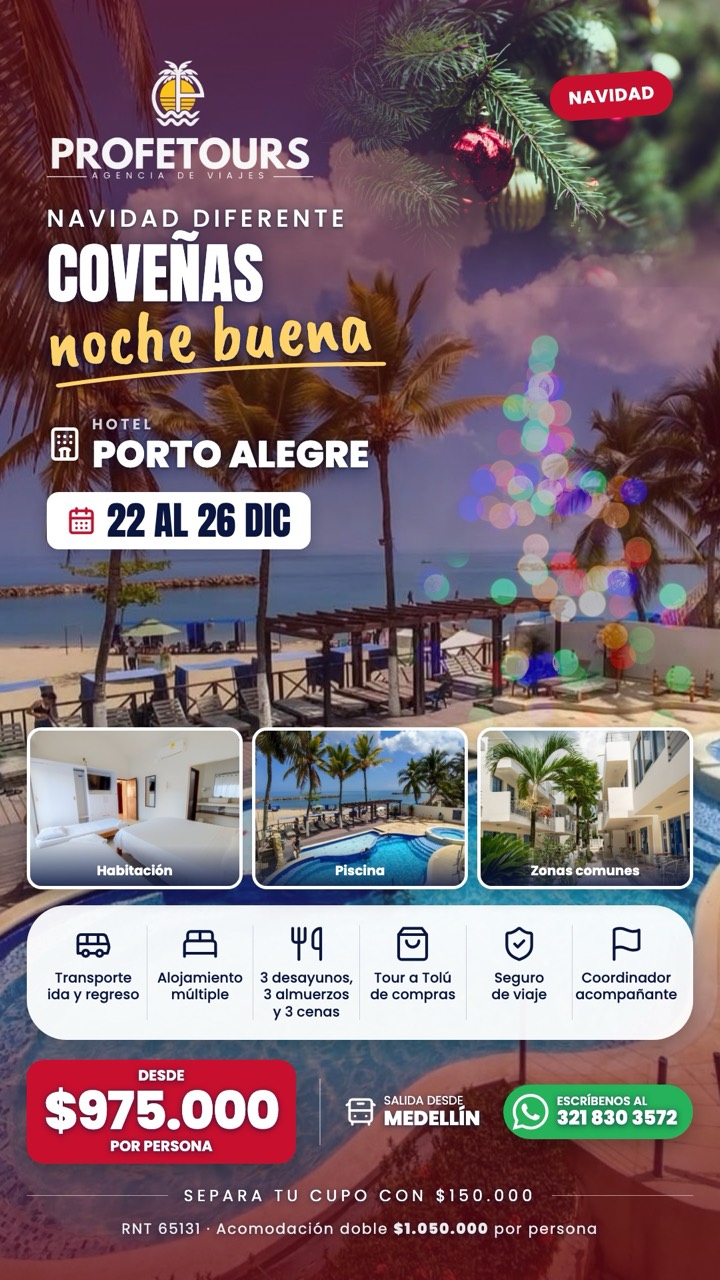 NAVIDAD
PROFETOURS
AGENCIA DE VIAJES
NAVIDAD DIFERENTE
COVEÑAS
noche buena
HOTEL
PORTO ALEGRE
22 AL 26 DIC
Habitación
Piscina
Zonas comunes
Transporte
ida y regreso
Alojamiento
múltiple
3 desayunos,
3 almuerzos
y 3 cenas
Tour a Tolú
de compras
Seguro
de viaje
Coordinador
acompañante
DESDE
$975.000
POR PERSONA
SALIDA DESDE
MEDELLÍN
ESCRÍBENOS AL
321 830 3572
SEPARA TU CUPO CON $150.000
RNT 65131 · Acomodación doble $1.050.000 por persona